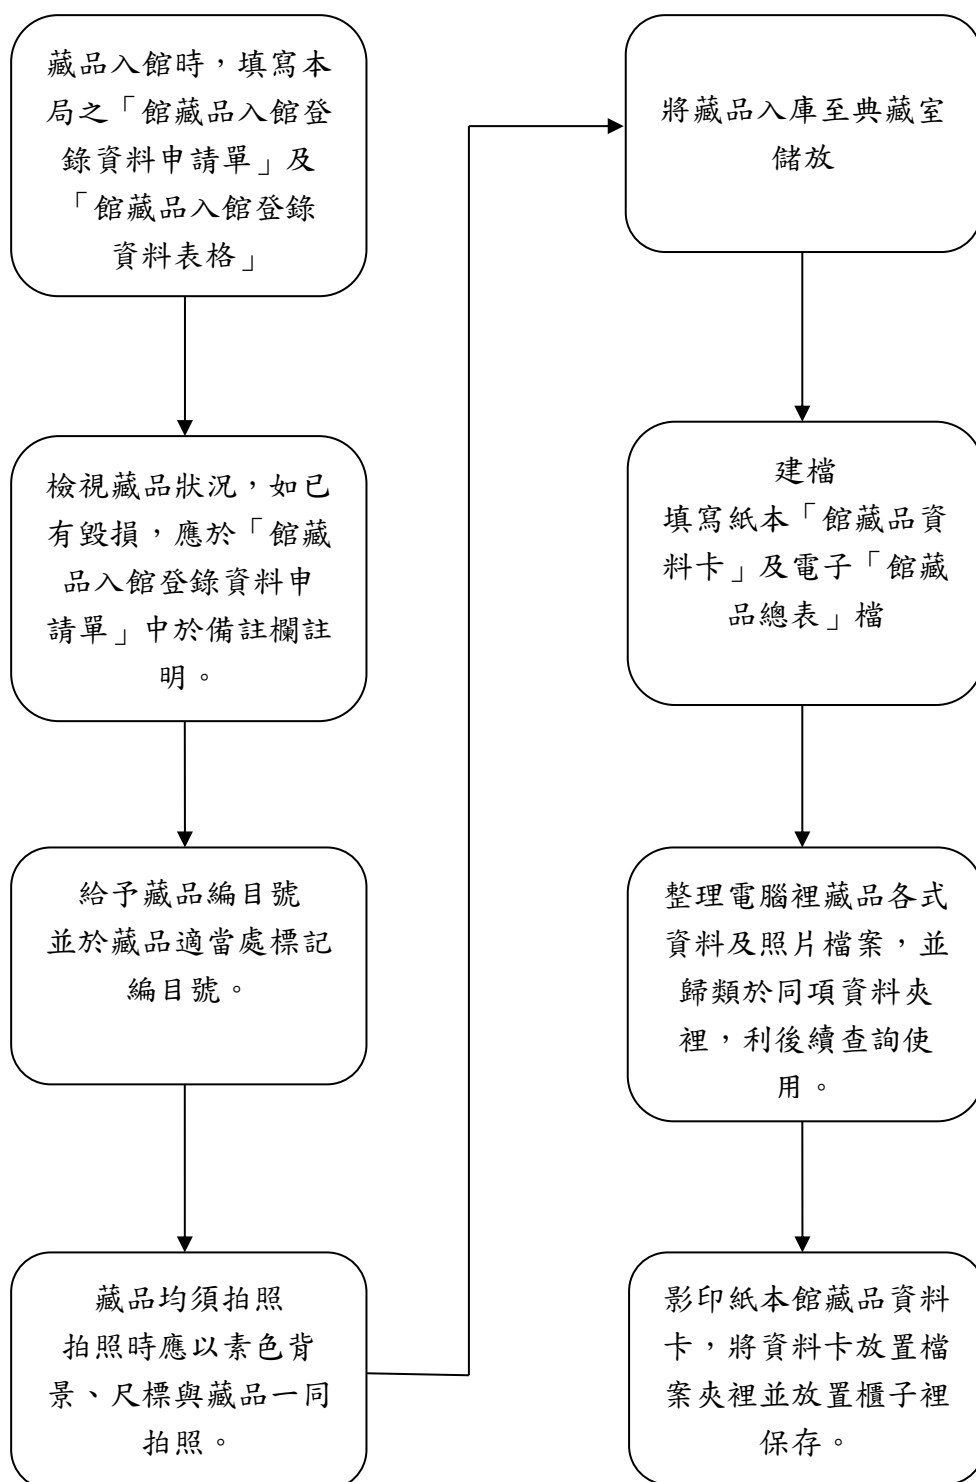 藏品入館時，填寫本
局之「館藏品入館登
錄資料申請單」及
「館藏品入館登錄
資料表格」
檢視藏品狀況，如已
有毀損，應於「館藏
品入館登錄資料申
請單」中於備註欄註
明。
給予藏品編目號
並於藏品適當處標記
編目號。
藏品均須拍照
拍照時應以素色背
景、尺標與藏品一同
拍照。
將藏品入庫至典藏室
儲放
建檔
填寫紙本「館藏品資
料卡」及電子「館藏
品總表」檔
整理電腦裡藏品各式
資料及照片檔案，並
歸類於同項資料夾
裡，利後續查詢使
用。
影印紙本館藏品資料
卡，將資料卡放置檔
案夾裡並放置櫃子裡
保存。